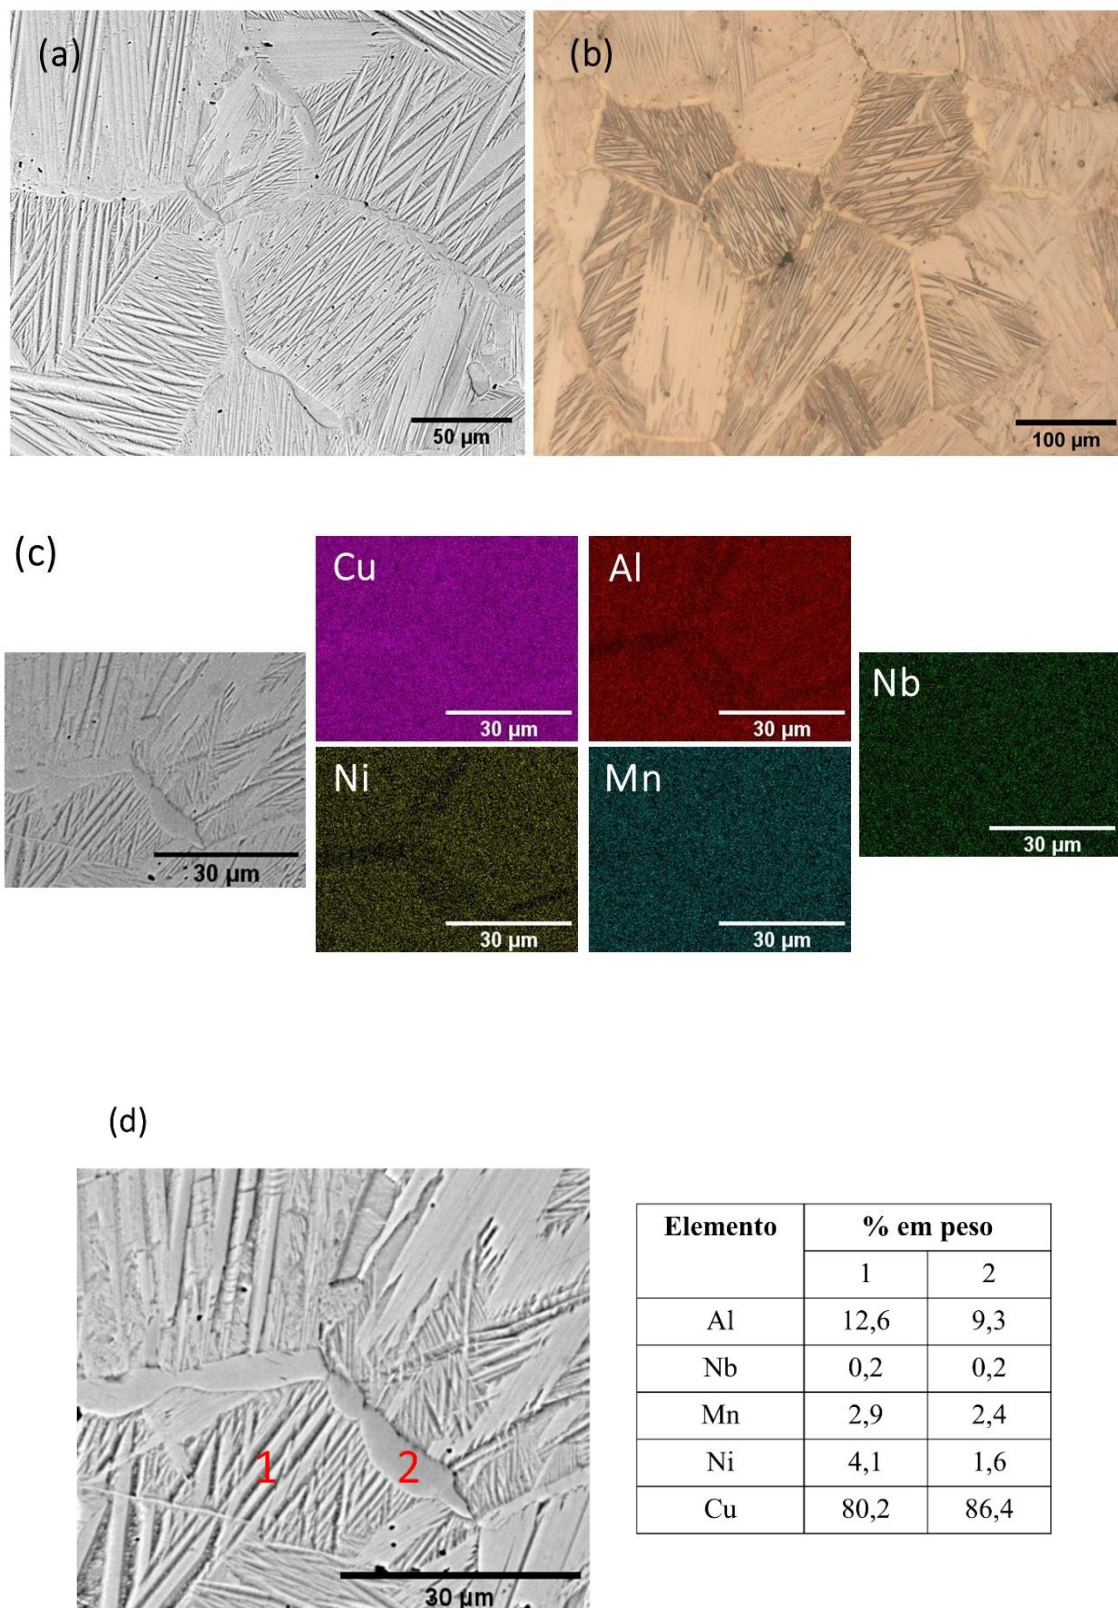 (a)
50 µm
(b)
100 µm
(c)
Cu
30 µm
Al
30 µm
Nb
30 µm
30 µm
Ni
30 µm
Mn
30 µm
(d)
1
2
30 µm
Elemento % em peso
1 2
Al 12,6 9,3
Nb 0,2 0,2
Mn 2,9 2,4
Ni 4,1 1,6
Cu 80,2 86,4